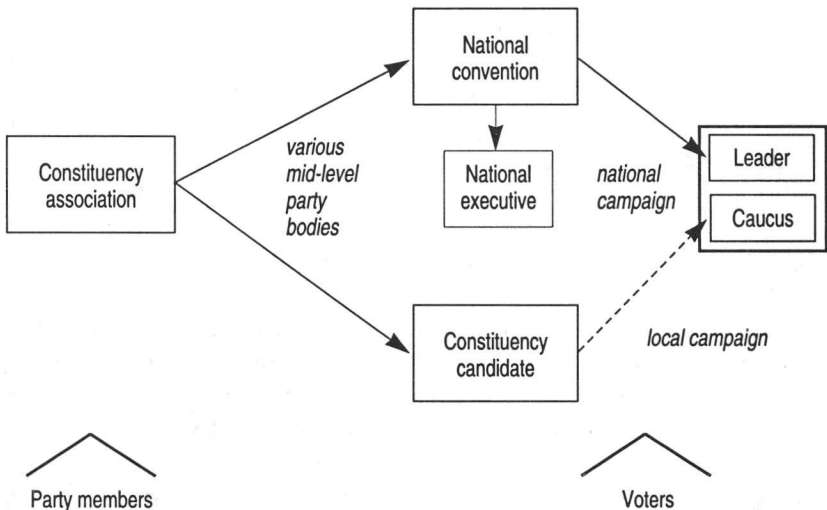 National
convention
Constituency
association
various
mid-level
party
bodies
National
executive
national
campaign
Leader
Caucus
Constituency
candidate
local campaign
Party members
Voters